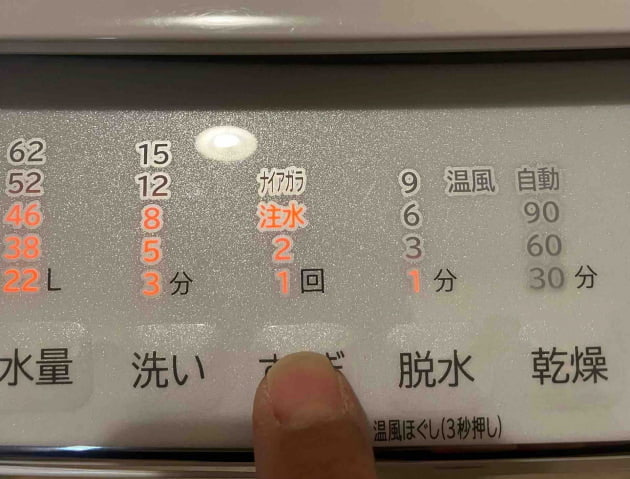 62
52
46
38
22 L
15
12
8
5
3 分
ナイアガラ
注水
2
1 回
9 温風
6
3
1 分
自動
90
60
30 分
水量
洗い
脱水
乾燥
温風ほぐし(3秒押し)